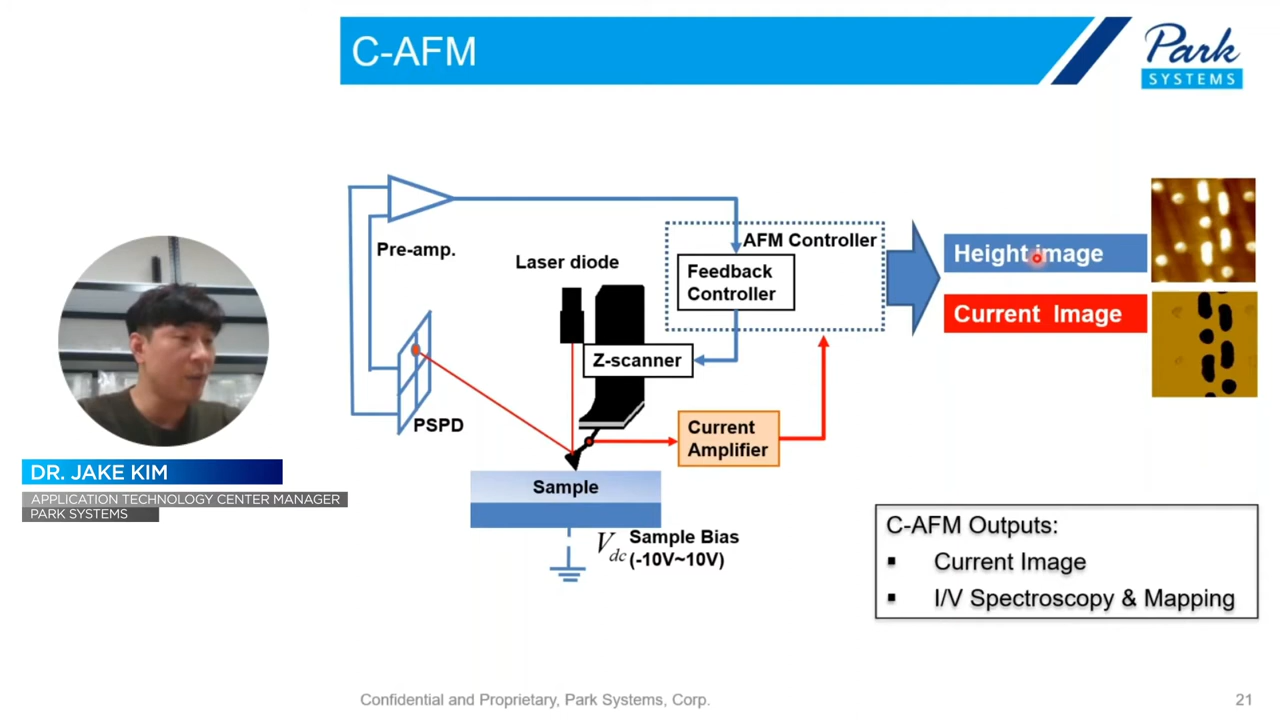 C-AFM
Park
SYSTEMS
Pre-amp.
Laser diode
AFM Controller
Feedback
Controller
Height image
Current Image
Z-scanner
PSPD
Current
Amplifier
Sample
V dc
Sample Bias
(-10V~10V)
DR. JAKE KIM
APPLICATION TECHNOLOGY CENTER MANAGER
PARK SYSTEMS
C-AFM Outputs:
▪ Current Image
▪ I/V Spectroscopy & Mapping
Confidential and Proprietary, Park Systems, Corp.
21